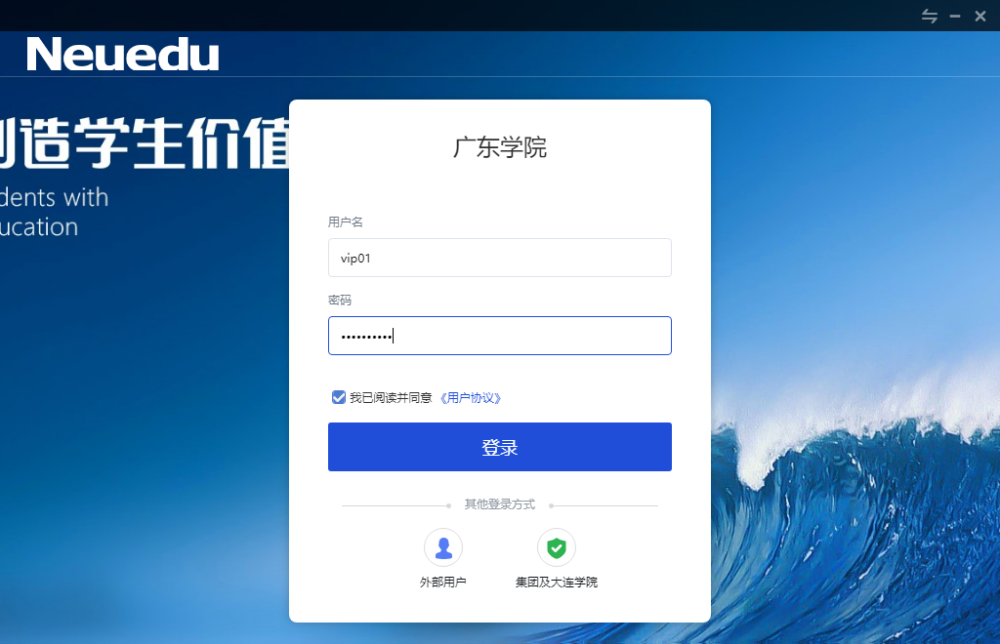 Neuedu
创造学生价值
dents with
ucation
广东学院
用户名
vip01
密码
••••••••••
我已阅读并同意 《用户协议》
登录
其他登录方式
外部用户
集团及大连学院